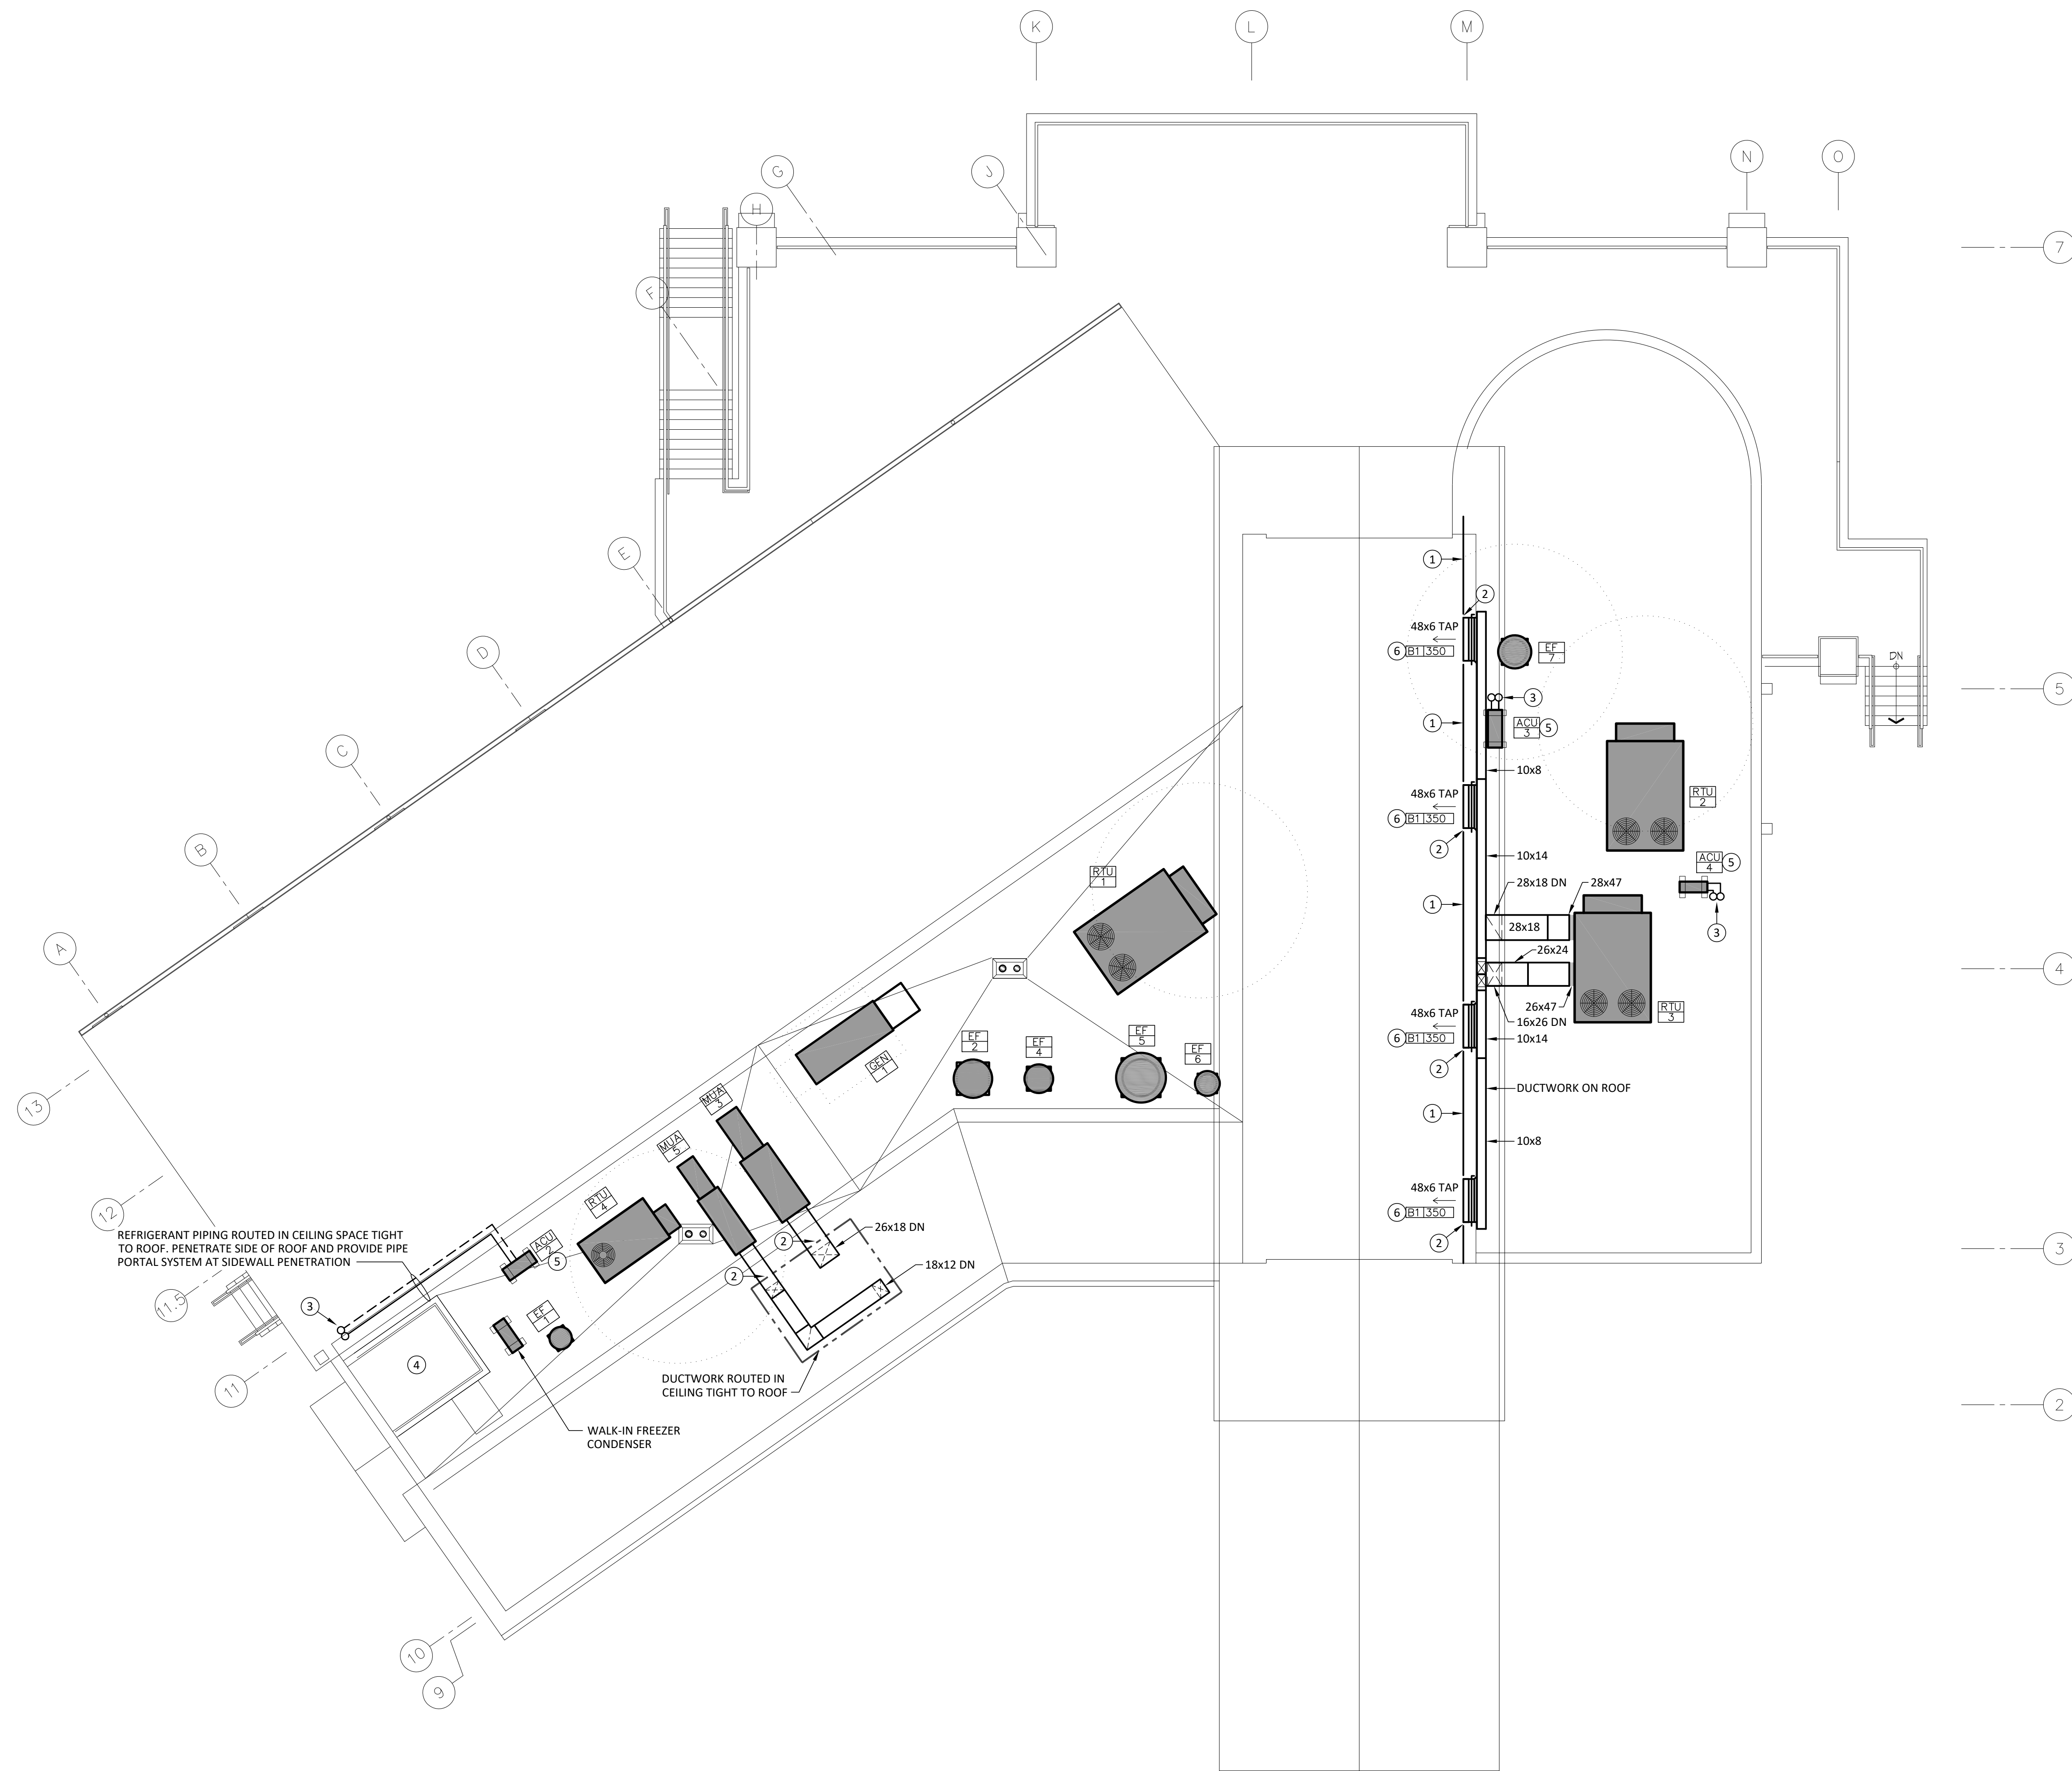 K
L
M
N
O
G
J
H
F
7
E
DN
1
2
48x6 TAP
6 B1 350
EF
7
D
3
5
1
ACU
3
5
C
10x8
48x6 TAP
6 B1 350
RTU
2
2
10x14
B
ACU
4
5
RTU
1
28x18 DN
28x47
1
28x18
3
A
26x24
4
26x47
RTU
3
48x6 TAP
6 B1 350
16x26 DN
10x14
EF
2
EF
4
EF
5
EF
6
GEN
1
2
DUCTWORK ON ROOF
MUA
3
13
1
MUA
5
10x8
48x6 TAP
6 B1 350
12
RTU
4
26x18 DN
2
REFRIGERANT PIPING ROUTED IN CEILING SPACE TIGHT
TO ROOF. PENETRATE SIDE OF ROOF AND PROVIDE PIPE
PORTAL SYSTEM AT SIDEWALL PENETRATION
ACU
2
5
2
2
3
18x12 DN
11.5
3
EF
1
4
11
DUCTWORK ROUTED IN
CEILING TIGHT TO ROOF
2
WALK-IN FREEZER
CONDENSER
10
9